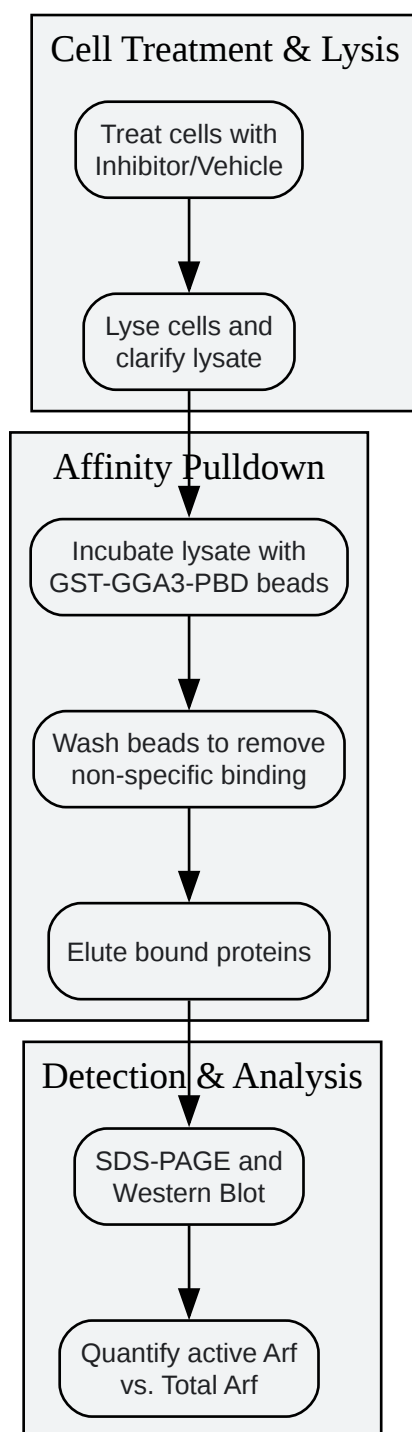 Cell Treatment & Lysis
Treat cells with
Inhibitor/Vehicle
Lyse cells and
clarify lysate
Affinity Pulldown
Incubate lysate with
GST-GGA3-PBD beads
Wash beads to remove
non-specific binding
Elute bound proteins
Detection & Analysis
SDS-PAGE and
Western Blot
Quantify active Arf
vs. Total Arf